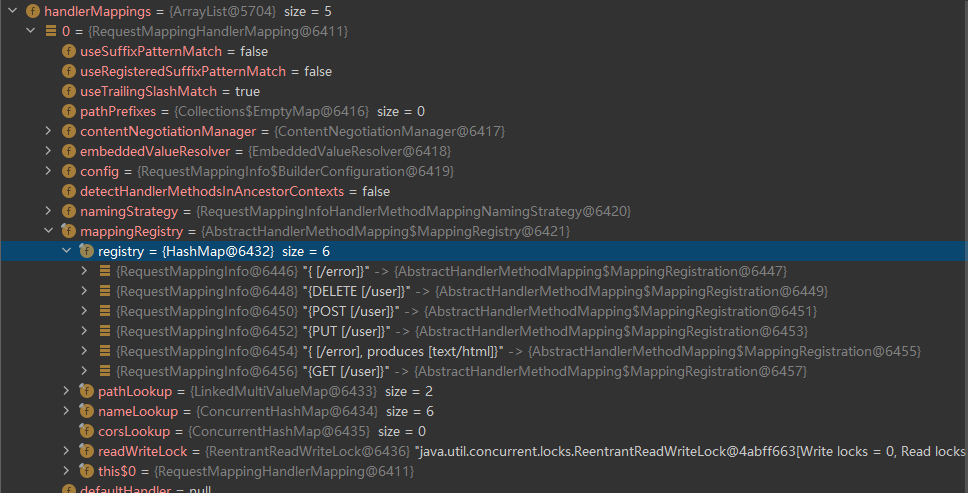 handlerMappings = {ArrayList@5704} size = 5
0 = {RequestMappingHandlerMapping@6411}
useSuffixPatternMatch = false
useRegisteredSuffixPatternMatch = false
useTrailingSlashMatch = true
pathPrefixes = {Collections$EmptyMap@6416} size = 0
contentNegotiationManager = {ContentNegotiationManager@6417}
embeddedValueResolver = {EmbeddedValueResolver@6418}
config = {RequestMappingInfo$BuilderConfiguration@6419}
detectHandlerMethodsInAncestorContexts = false
namingStrategy = {RequestMappingInfoHandlerMethodMappingNamingStrategy@6420}
mappingRegistry = {AbstractHandlerMethodMapping$MappingRegistry@6421}
registry = {HashMap@6432} size = 6
{RequestMappingInfo@6446} "{ [/error]}" -> {AbstractHandlerMethodMapping$MappingRegistration@6447}
{RequestMappingInfo@6448} "{DELETE [/user]}" -> {AbstractHandlerMethodMapping$MappingRegistration@6449}
{RequestMappingInfo@6450} "{POST [/user]}" -> {AbstractHandlerMethodMapping$MappingRegistration@6451}
{RequestMappingInfo@6452} "{PUT [/user]}" -> {AbstractHandlerMethodMapping$MappingRegistration@6453}
{RequestMappingInfo@6454} "{ [/error], produces [text/html]}" -> {AbstractHandlerMethodMapping$MappingRegistration@6455}
{RequestMappingInfo@6456} "{GET [/user]}" -> {AbstractHandlerMethodMapping$MappingRegistration@6457}
pathLookup = {LinkedMultiValueMap@6433} size = 2
nameLookup = {ConcurrentHashMap@6434} size = 6
corsLookup = {ConcurrentHashMap@6435} size = 0
readWriteLock = {ReentrantReadWriteLock@6436} "java.util.concurrent.locks.ReentrantReadWriteLock@4abff663[Write locks = 0, Read locks
this$0 = {RequestMappingHandlerMapping@6411}
defaultHandler = null